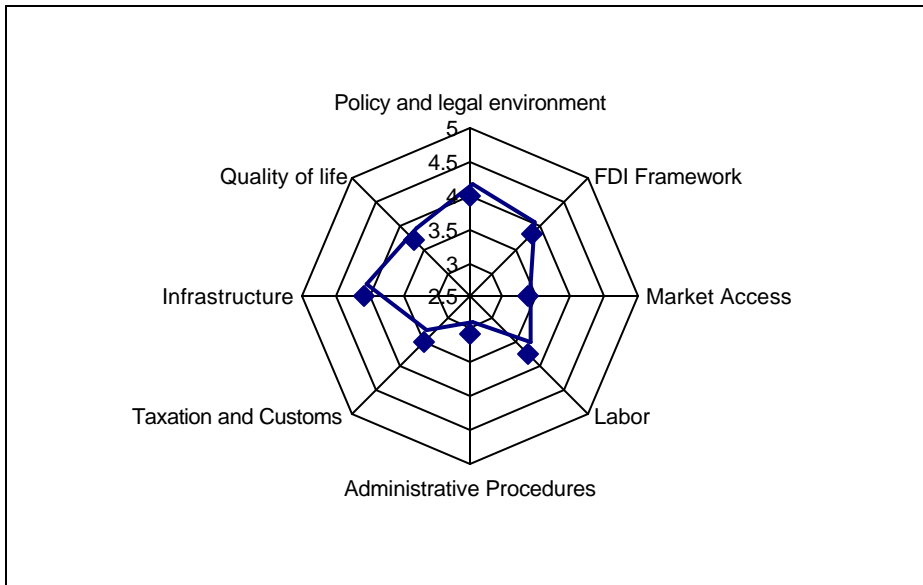 Policy and legal environment
5
4.5
Quality of life
FDI Framework
4
3.5
3
Infrastructure
2.5
Market Access
Taxation and Customs
Labor
Administrative Procedures